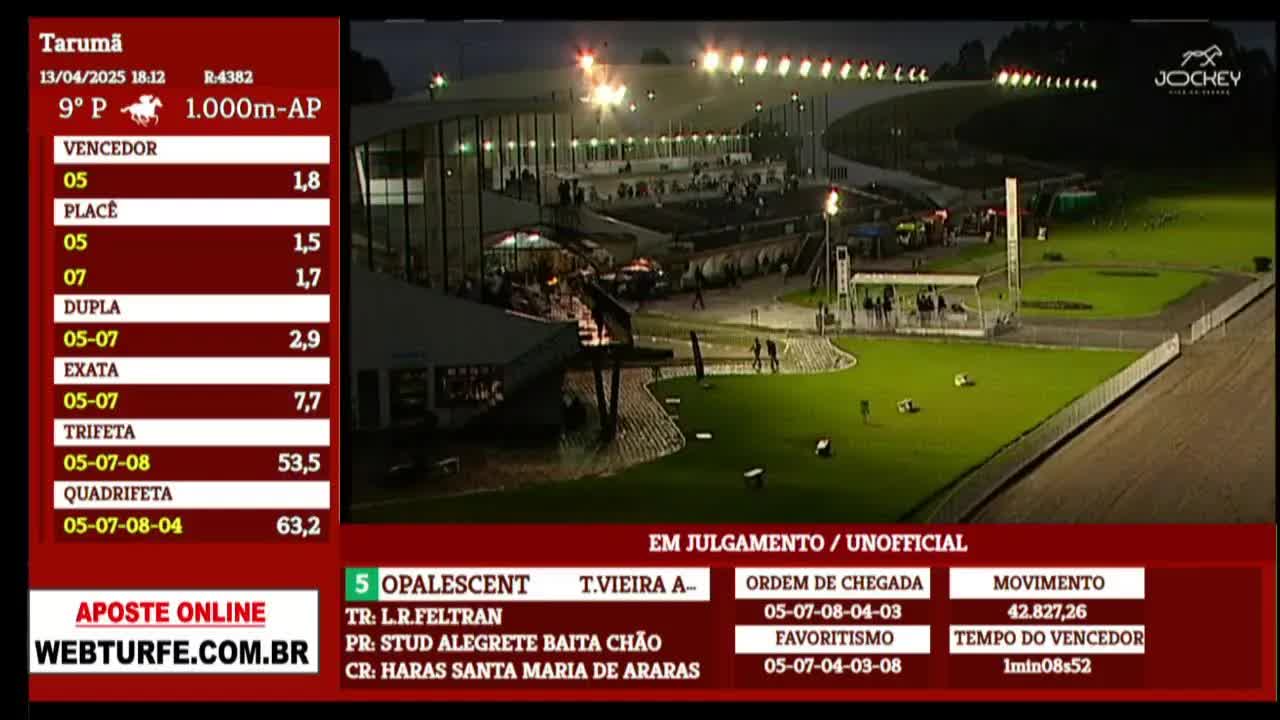 Tarumã
13/04/2025 18:12 R:4382
9º P 1.000m-AP
VENCEDOR
05 1,8
PLACÊ
05 1,5
07 1,7
DUPLA
05-07 2,9
EXATA
05-07 7,7
TRIFETA
05-07-08 53,5
QUADRIFETA
05-07-08-04 63,2
APOSTE ONLINE
WEBTURFE.COM.BR
JOCKEY
EM JULGAMENTO / UNOFFICIAL
5 OPALESCENT T.VIEIRA A...
TR: L.R.FELTRAN
PR: STUD ALEGRETE BAITA CHÃO
CR: HARAS SANTA MARIA DE ARARAS
ORDEM DE CHEGADA
05-07-08-04-03
FAVORITISMO
05-07-04-03-08
MOVIMENTO
42.827,26
TEMPO DO VENCEDOR
1min08s52